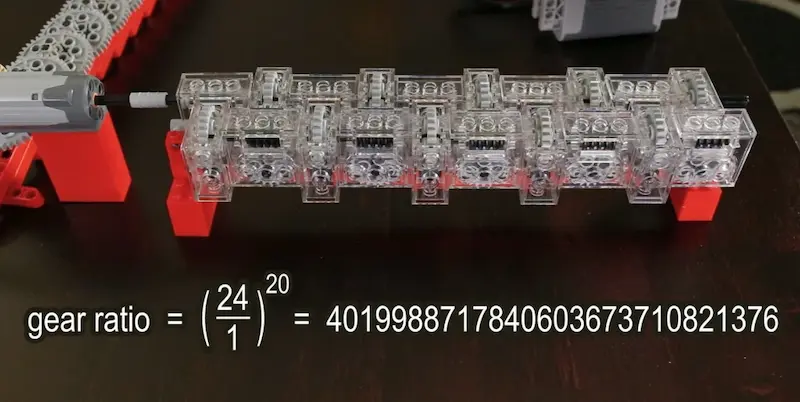 gear ratio = (24/1)^20 = 4019988717840603673710821376